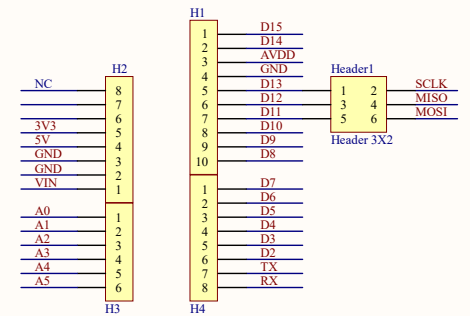 H1
1 D15
2 D14
3 AVDD
4 GND
5 D13
6 D12
7 D11
8 D10
9 D9
10 D8
Header1
1 2 SCLK
3 4 MISO
5 6 MOSI
Header 3X2
H2
NC 8
7
6
3V3 5
5V 4
GND 3
GND 2
VIN 1
A0 1
A1 2
A2 3
A3 4
A4 5
A5 6
H3
1 D7
2 D6
3 D5
4 D4
5 D3
6 D2
7 TX
8 RX
H4